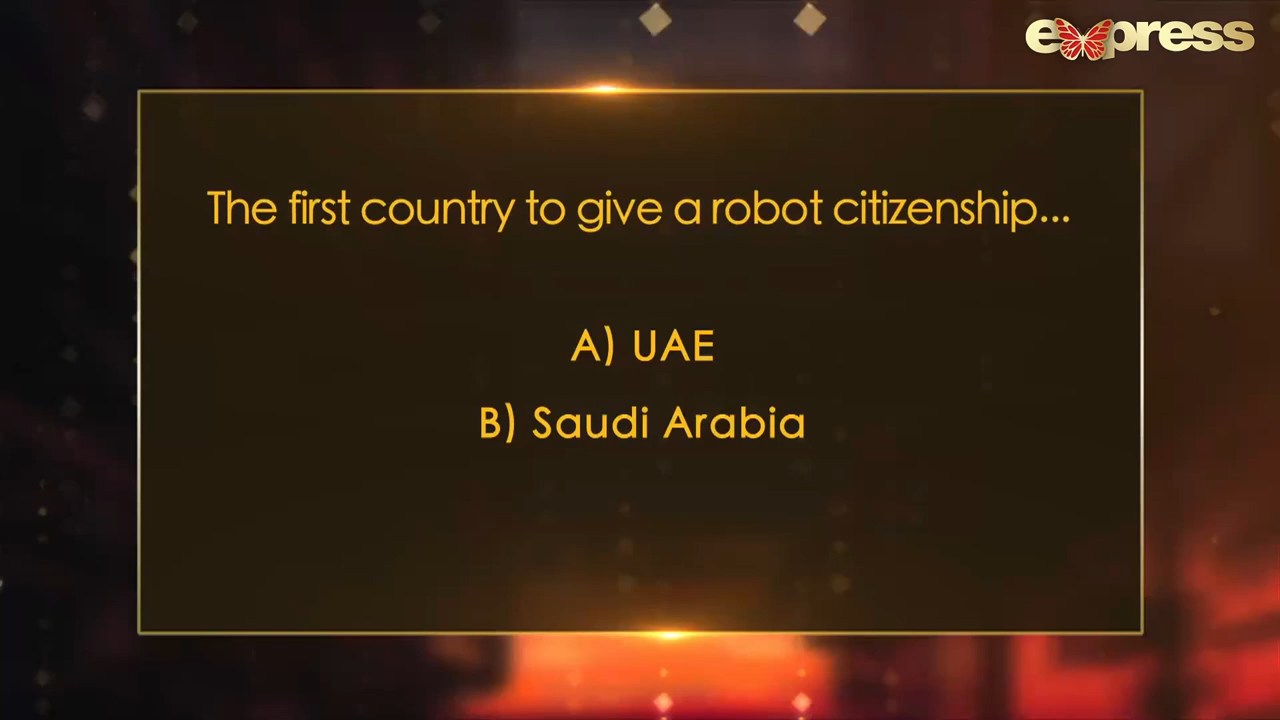 express
The first country to give a robot citizenship...
A) UAE
B) Saudi Arabia